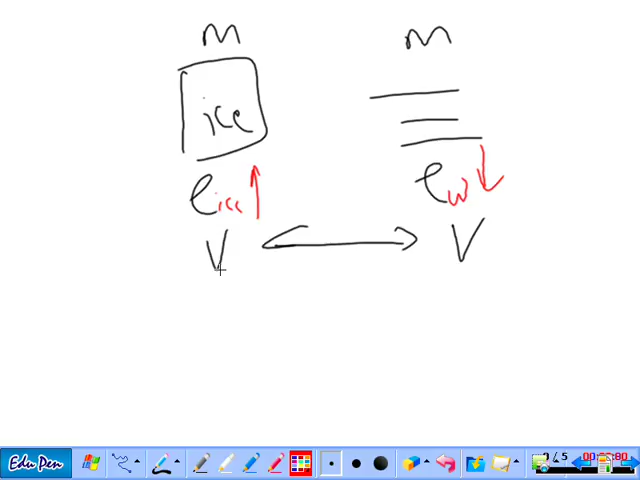 m m
ice
ρice ↑ ρw ↓
V ↔ V
Edu Pen